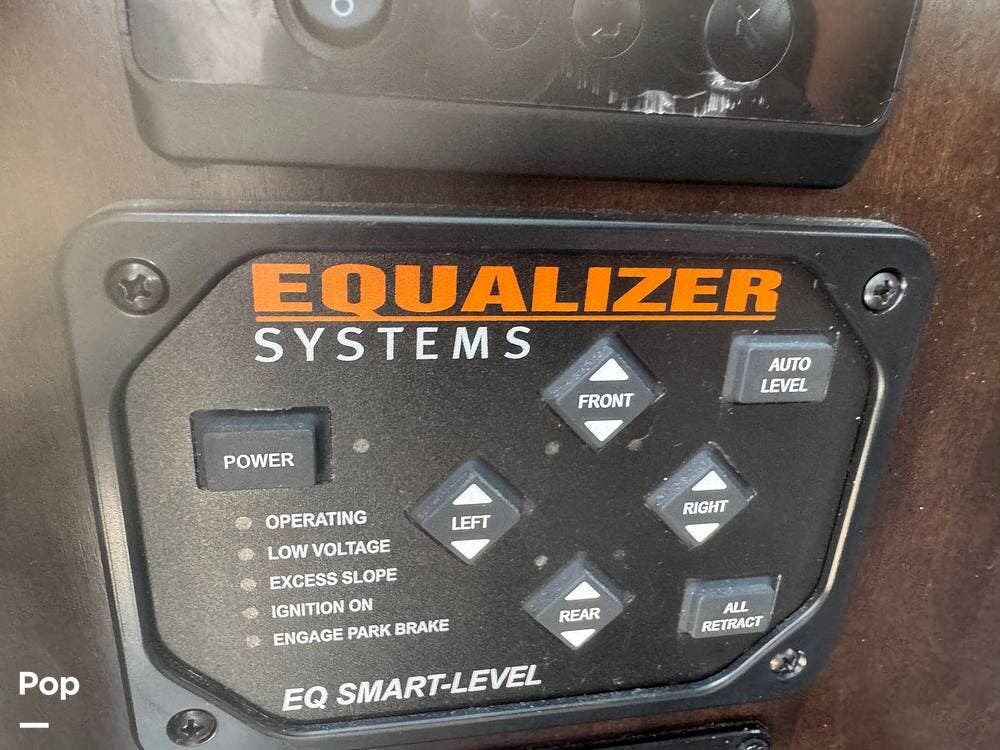 EQUALIZER
SYSTEMS
AUTO
LEVEL
FRONT
POWER
LEFT
RIGHT
OPERATING
LOW VOLTAGE
EXCESS SLOPE
IGNITION ON
ENGAGE PARK BRAKE
REAR
ALL
RETRACT
EQ SMART-LEVEL
Pop